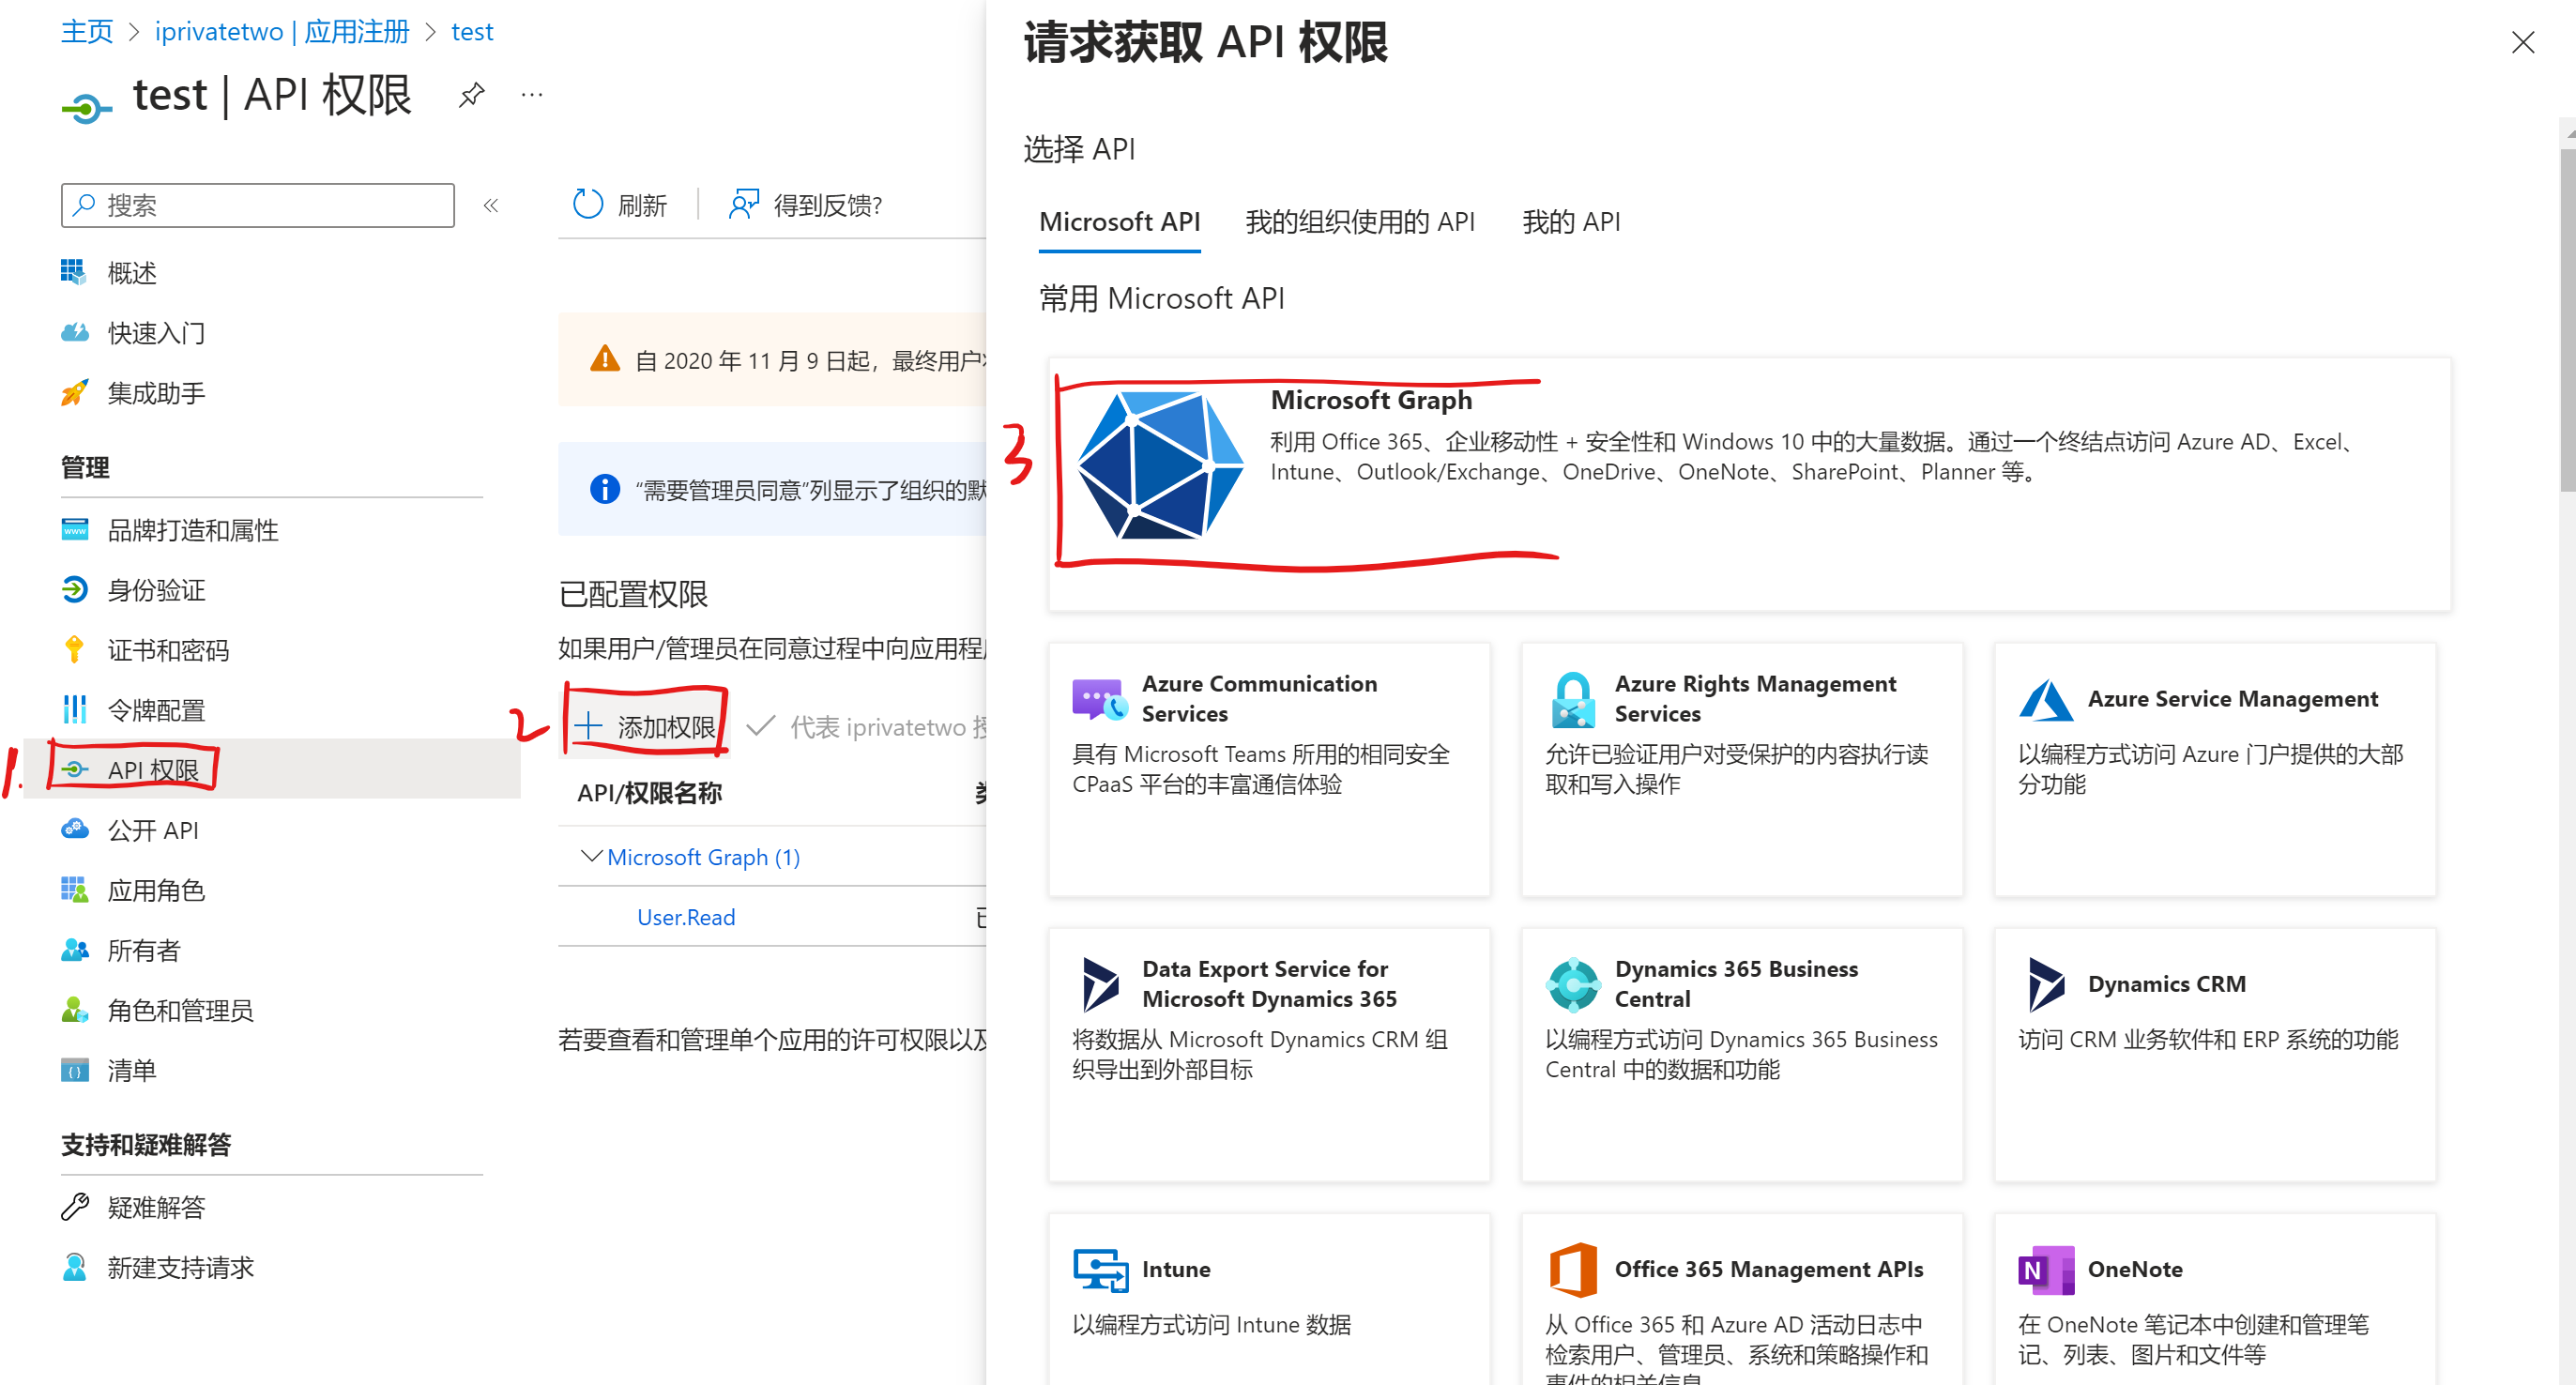 主页 > iprivatetwo | 应用注册 > test
test | API 权限
搜索
概述
快速入门
集成助手
管理
品牌打造和属性
身份验证
证书和密码
令牌配置
1.
API 权限
公开 API
应用角色
所有者
角色和管理员
清单
支持和疑难解答
疑难解答
新建支持请求
刷新
得到反馈?
自 2020 年 11 月 9 日起，最终用户
“需要管理员同意”列显示了组织的默
已配置权限
如果用户/管理员在同意过程中向应用程
2
添加权限
代表 iprivatetwo
API/权限名称
Microsoft Graph (1)
User.Read
若要查看和管理单个应用的许可权限以及
请求获取 API 权限
选择 API
Microsoft API
我的组织使用的 API
我的 API
常用 Microsoft API
3
Microsoft Graph
利用 Office 365、企业移动性 + 安全性和 Windows 10 中的大量数据。通过一个终结点访问 Azure AD、Excel、
Intune、Outlook/Exchange、OneDrive、OneNote、SharePoint、Planner 等。
Azure Communication
Services
具有 Microsoft Teams 所用的相同安全
CPaaS 平台的丰富通信体验
Azure Rights Management
Services
允许已验证用户对受保护的内容执行读
取和写入操作
Azure Service Management
以编程方式访问 Azure 门户提供的大部
分功能
Data Export Service for
Microsoft Dynamics 365
将数据从 Microsoft Dynamics CRM 组
织导出到外部目标
Dynamics 365 Business
Central
以编程方式访问 Dynamics 365 Business
Central 中的数据和功能
Dynamics CRM
访问 CRM 业务软件和 ERP 系统的功能
Intune
以编程方式访问 Intune 数据
Office 365 Management APIs
从 Office 365 和 Azure AD 活动日志中
检索用户、管理员、系统和策略操作和
事件的相关信息
OneNote
在 OneNote 笔记本中创建和管理笔
记、列表、图片和文件等